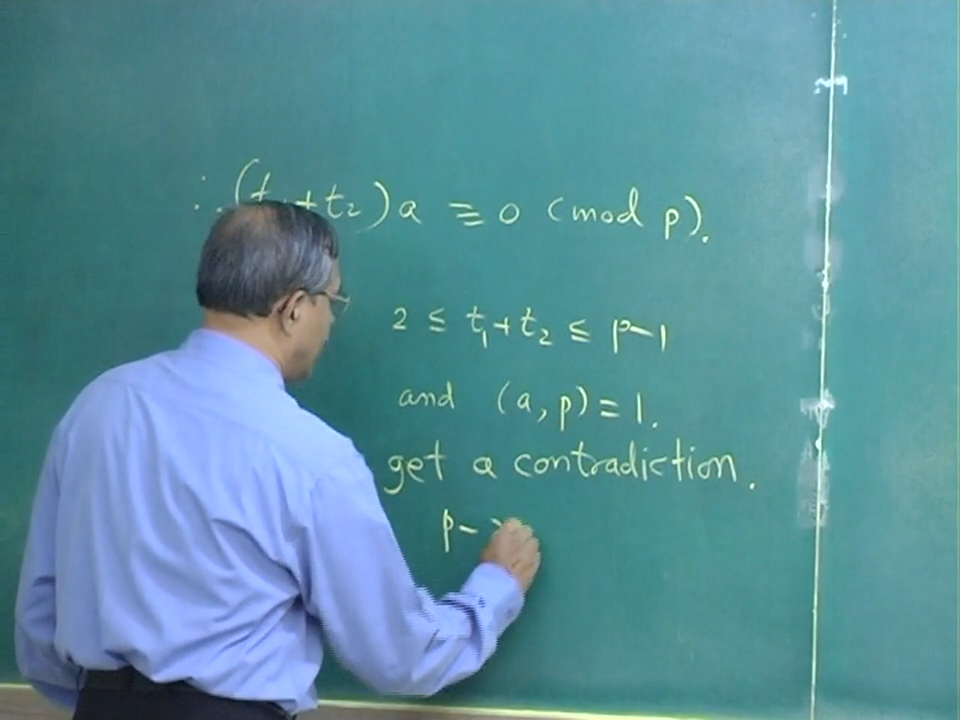 ∴ (t₁+t₂)a ≡ 0 (mod p).
2 ≤ t₁+t₂ ≤ p-1
and (a,p)=1.
get a contradiction.
p-